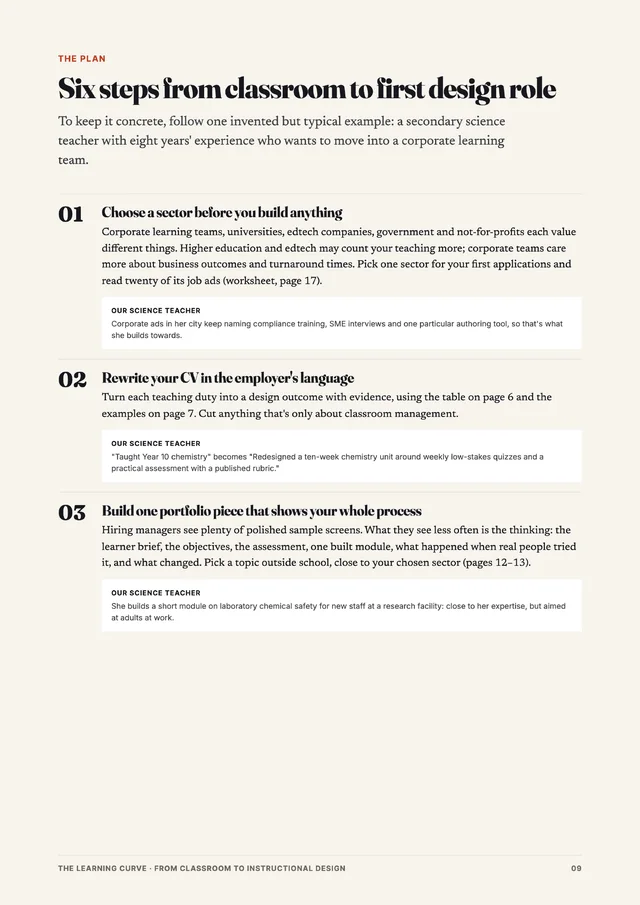 THE PLAN
Six steps from classroom to first design role
To keep it concrete, follow one invented but typical example: a secondary science
teacher with eight years' experience who wants to move into a corporate learning
team.
01
Choose a sector before you build anything
Corporate learning teams, universities, edtech companies, government and not-for-profits each value
different things. Higher education and edtech may count your teaching more; corporate teams care
more about business outcomes and turnaround times. Pick one sector for your first applications and
read twenty of its job ads (worksheet, page 17).
OUR SCIENCE TEACHER
Corporate ads in her city keep naming compliance training, SME interviews and one particular authoring tool, so that's what
she builds towards.
02
Rewrite your CV in the employer's language
Turn each teaching duty into a design outcome with evidence, using the table on page 6 and the
examples on page 7. Cut anything that's only about classroom management.
OUR SCIENCE TEACHER
"Taught Year 10 chemistry" becomes "Redesigned a ten-week chemistry unit around weekly low-stakes quizzes and a
practical assessment with a published rubric."
03
Build one portfolio piece that shows your whole process
Hiring managers see plenty of polished sample screens. What they see less often is the thinking: the
learner brief, the objectives, the assessment, one built module, what happened when real people tried
it, and what changed. Pick a topic outside school, close to your chosen sector (pages 12–13).
OUR SCIENCE TEACHER
She builds a short module on laboratory chemical safety for new staff at a research facility: close to her expertise, but aimed
at adults at work.
THE LEARNING CURVE · FROM CLASSROOM TO INSTRUCTIONAL DESIGN
09